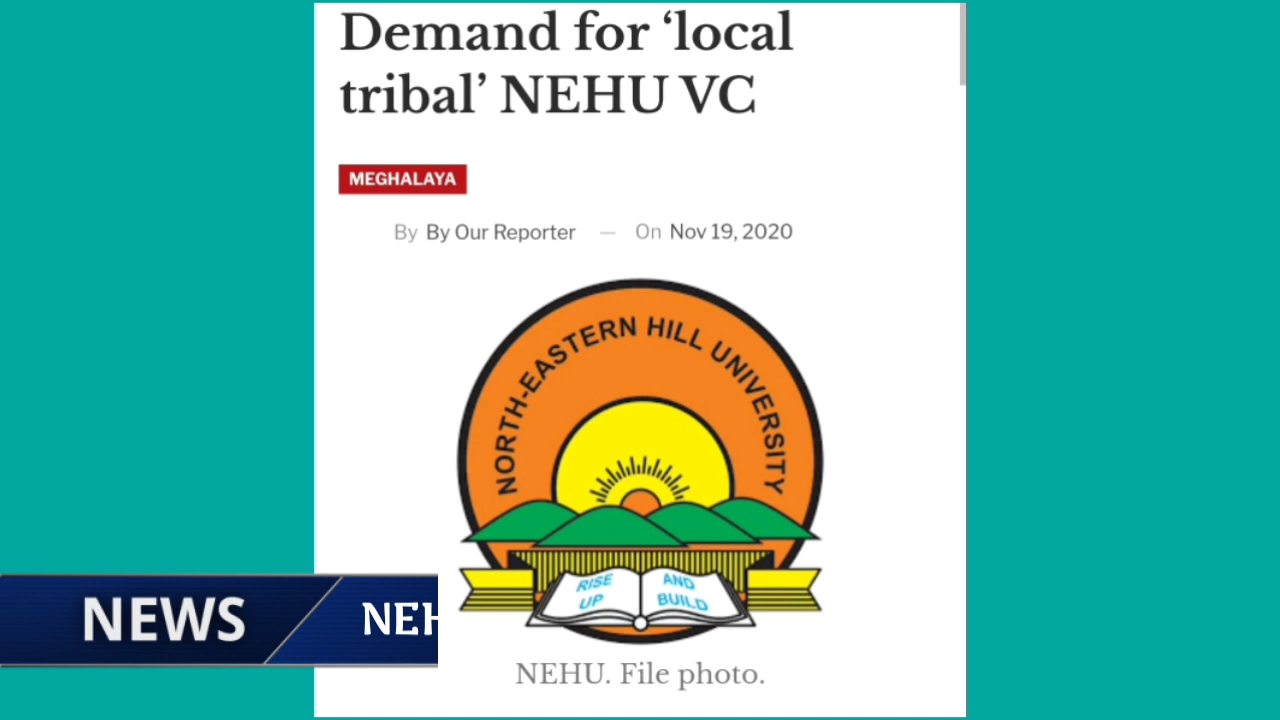 Demand for ‘local
tribal’ NEHU VC
MEGHALAYA
By By Our Reporter — On Nov 19, 2020
NORTH-EASTERN HILL UNIVERSITY
RISE AND
UP BUILD
NEWS NEH
NEHU. File photo.